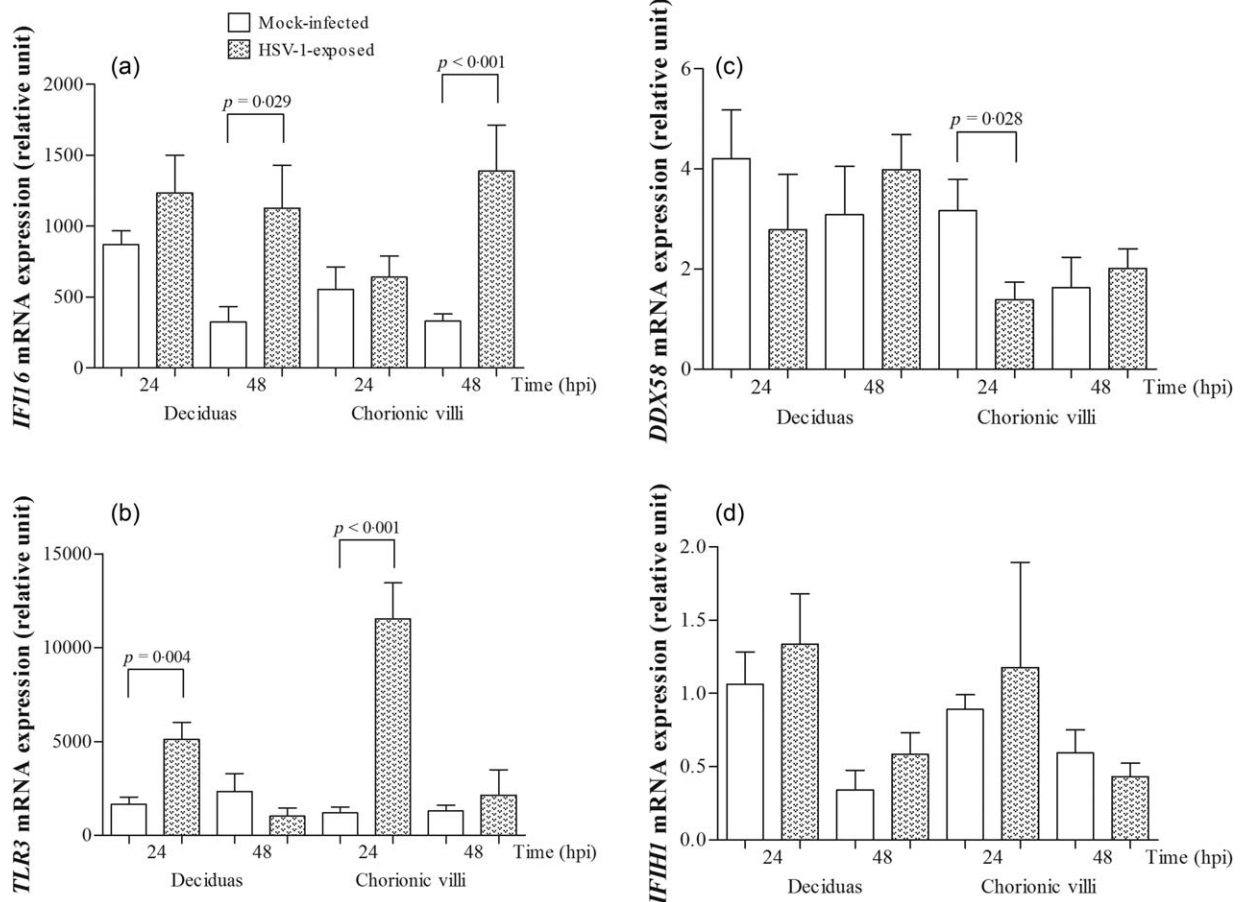 Mock-infected
HSV-1-exposed
(a)
p = 0·029
p < 0·001
IFI16 mRNA expression (relative unit)
2000
1500
1000
500
0
24 48 24 48 Time (hpi)
Deciduas Chorionic villi
(c)
p = 0·028
DDX58 mRNA expression (relative unit)
6
4
2
0
24 48 24 48 Time (hpi)
Deciduas Chorionic villi
(b)
p = 0·004
p < 0·001
TLR3 mRNA expression (relative unit)
15000
10000
5000
0
24 48 24 48 Time (hpi)
Deciduas Chorionic villi
(d)
IFIH1 mRNA expression (relative unit)
2.0
1.5
1.0
0.5
0.0
24 48 24 48 Time (hpi)
Deciduas Chorionic villi